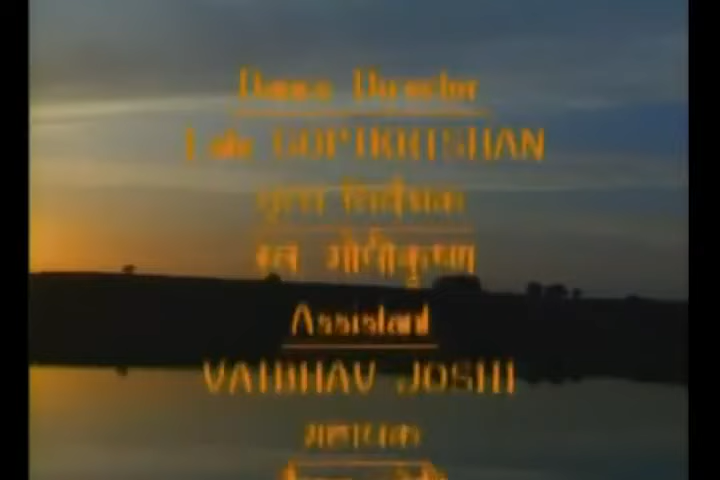 Dance Director
Late GOPIKRISHAN
नृत्य निर्देशक
स्व गोपीकृष्ण
Assistant
VAIBHAV JOSHI
सहायक